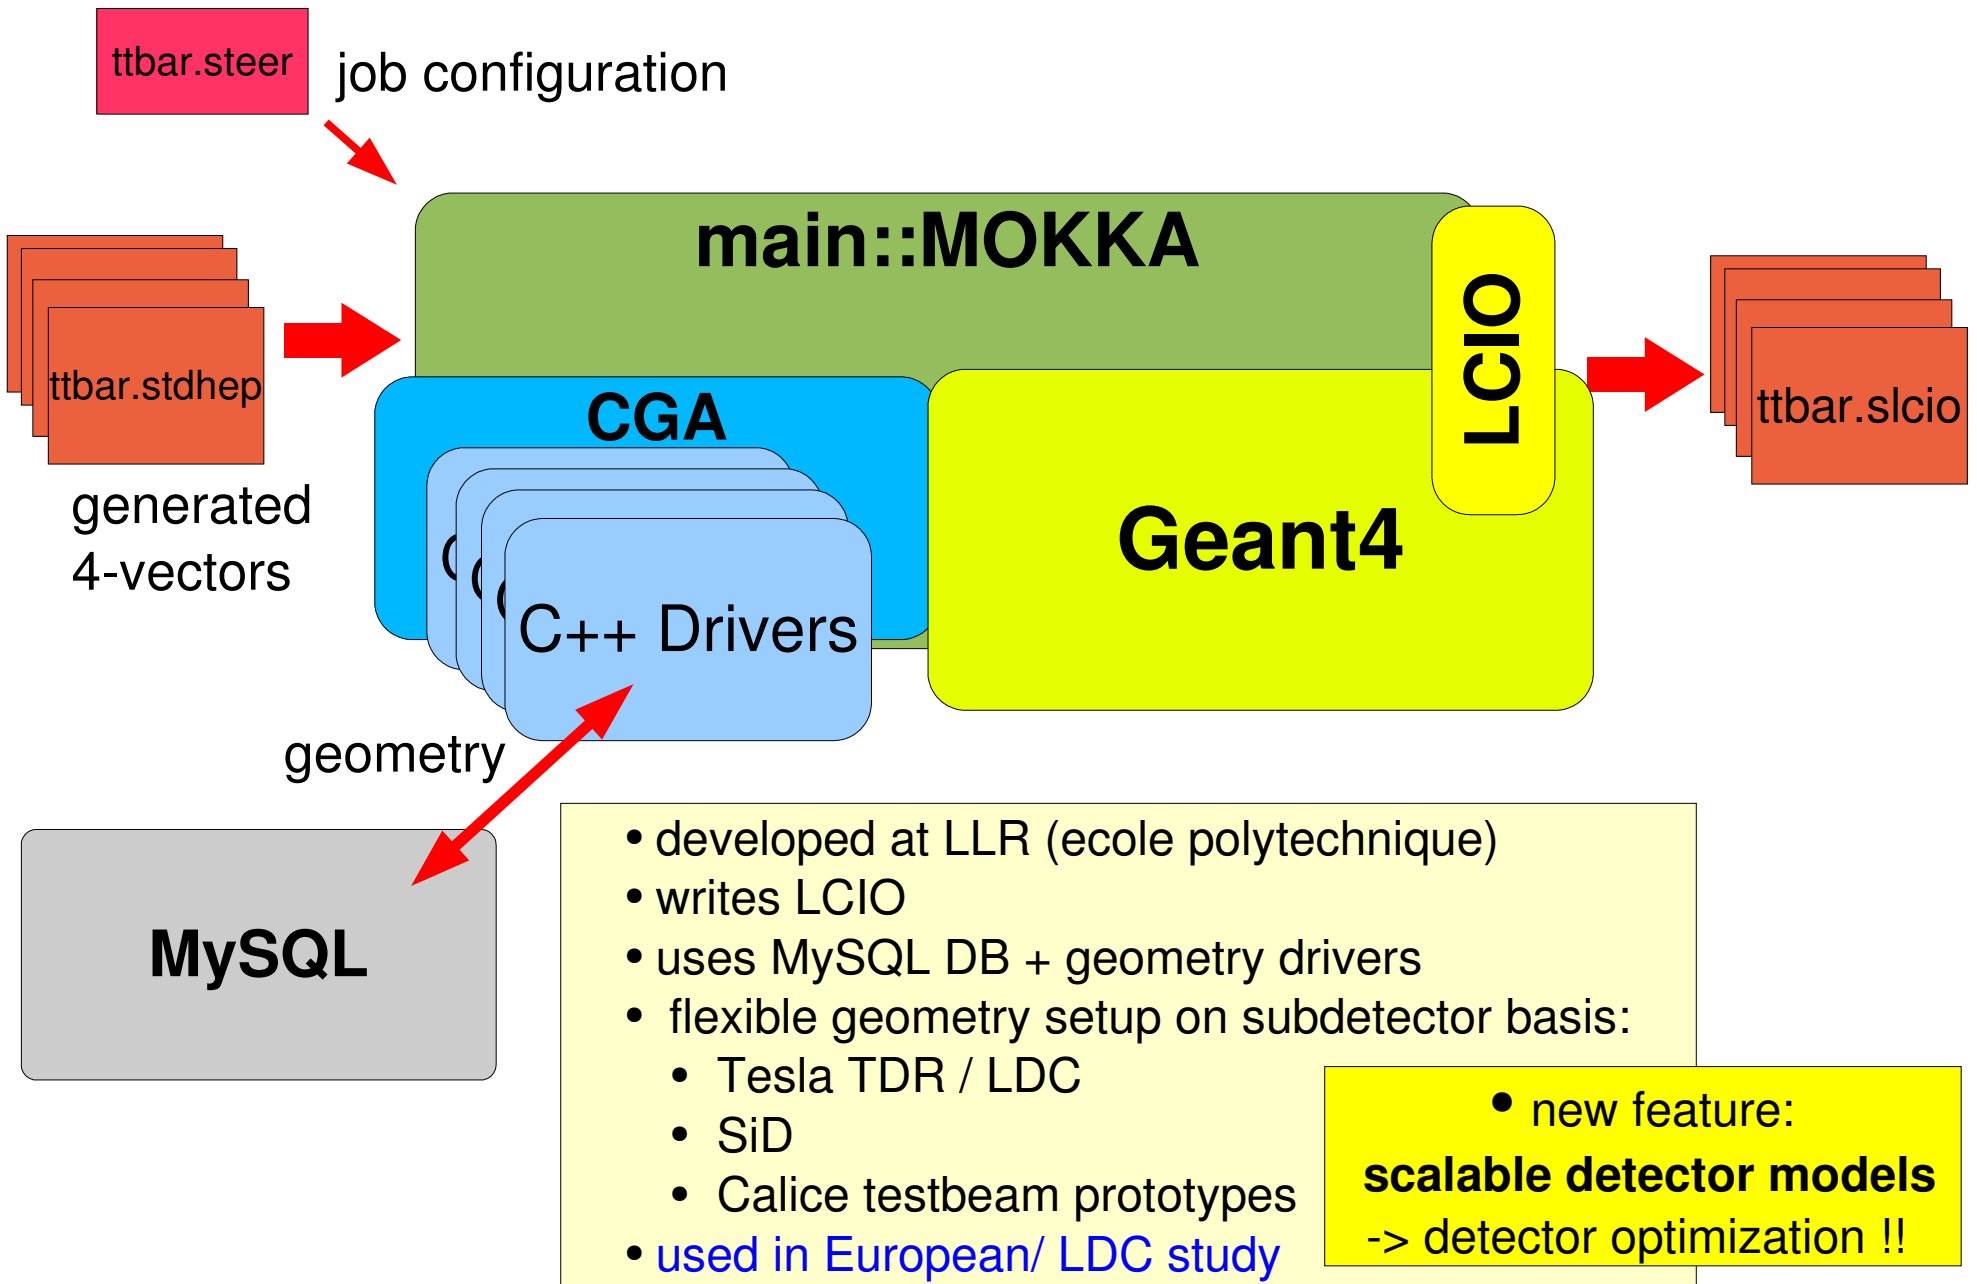 ttbar.steer
job configuration
main::MOKKA
LCIO
ttbar.stdhep
ttbar.slcio
CGA
generated
4-vectors
Geant4
C++ Drivers
geometry
MySQL
• developed at LLR (ecole polytechnique)
• writes LCIO
• uses MySQL DB + geometry drivers
• flexible geometry setup on subdetector basis:
• Tesla TDR / LDC
• SiD
• Calice testbeam prototypes
• used in European/ LDC study
• new feature:
scalable detector models
-> detector optimization !!